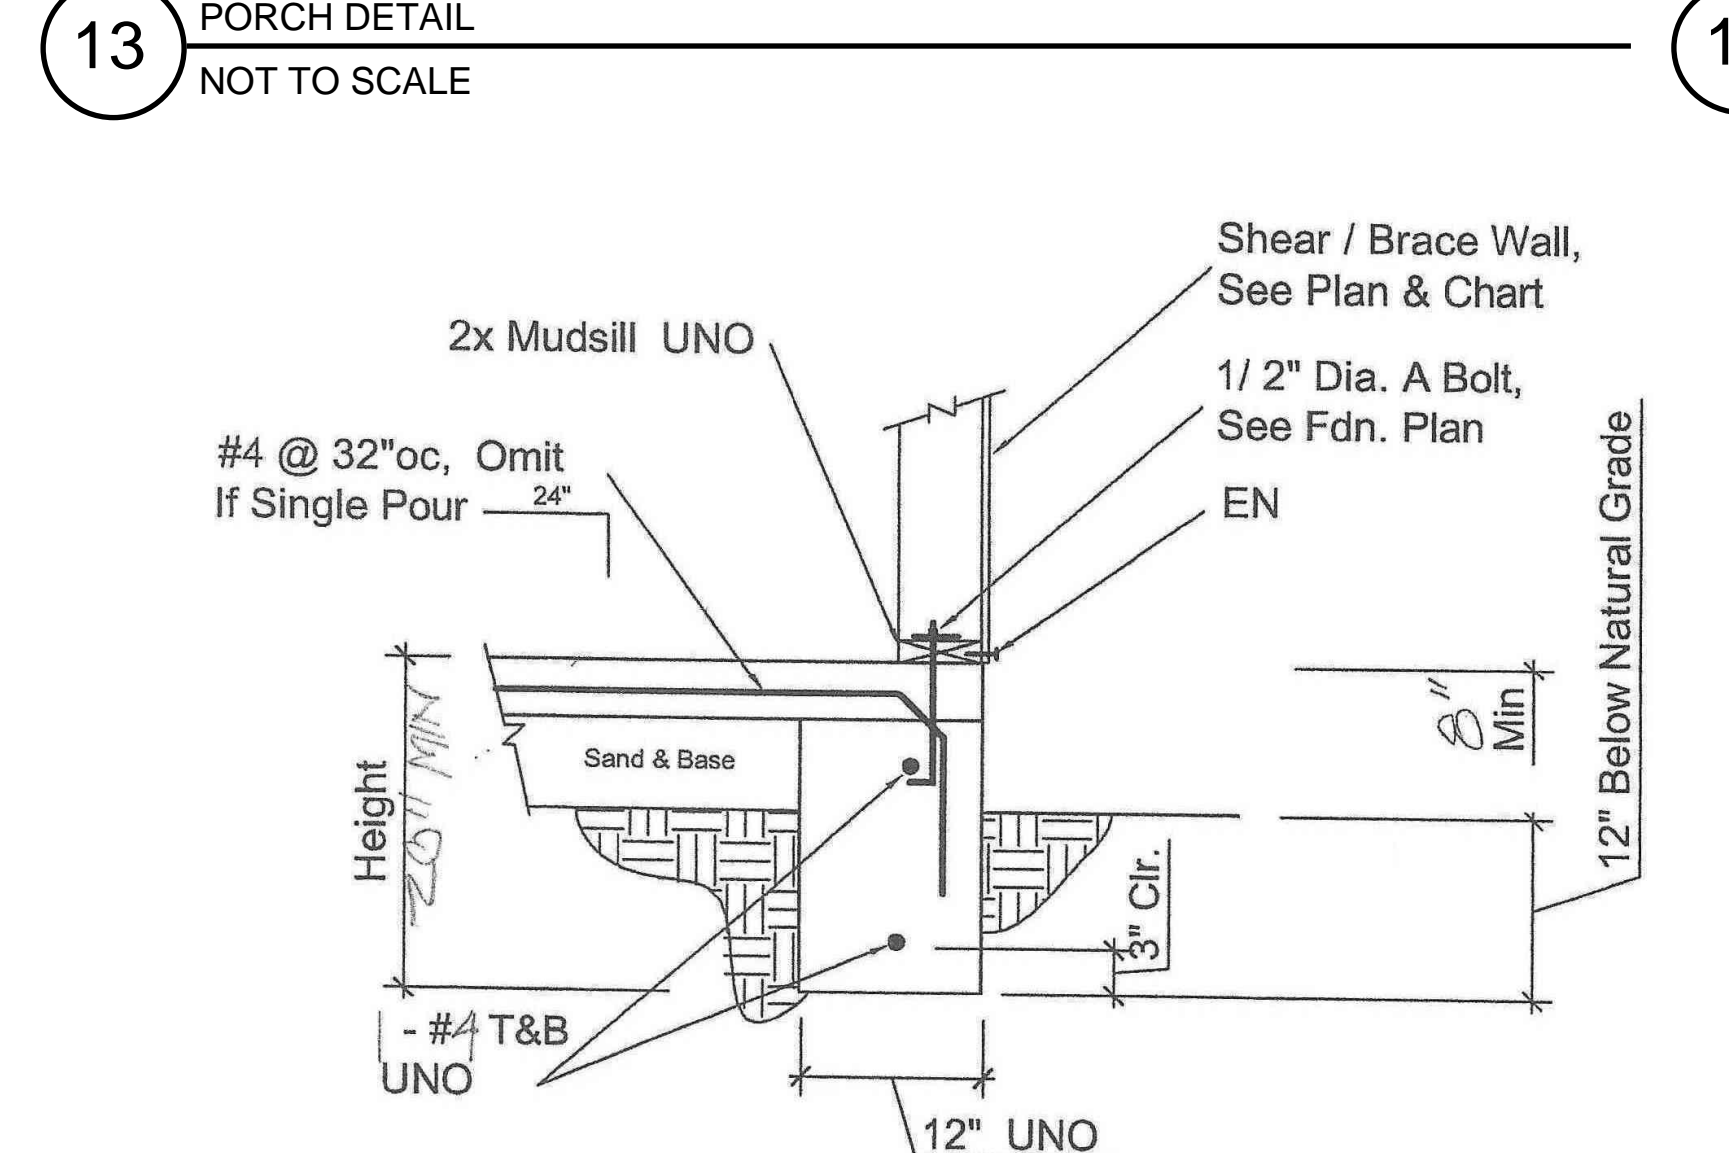 13
PORCH DETAIL
NOT TO SCALE
1
Shear / Brace Wall,
See Plan & Chart
2x Mudsill UNO
1/ 2" Dia. A Bolt,
See Fdn. Plan
#4 @ 32"oc, Omit
If Single Pour
24"
EN
12" Below Natural Grade
8"
Min
Sand & Base
Height
20" MIN
3" Clr.
1 - #4 T&B
UNO
12" UNO